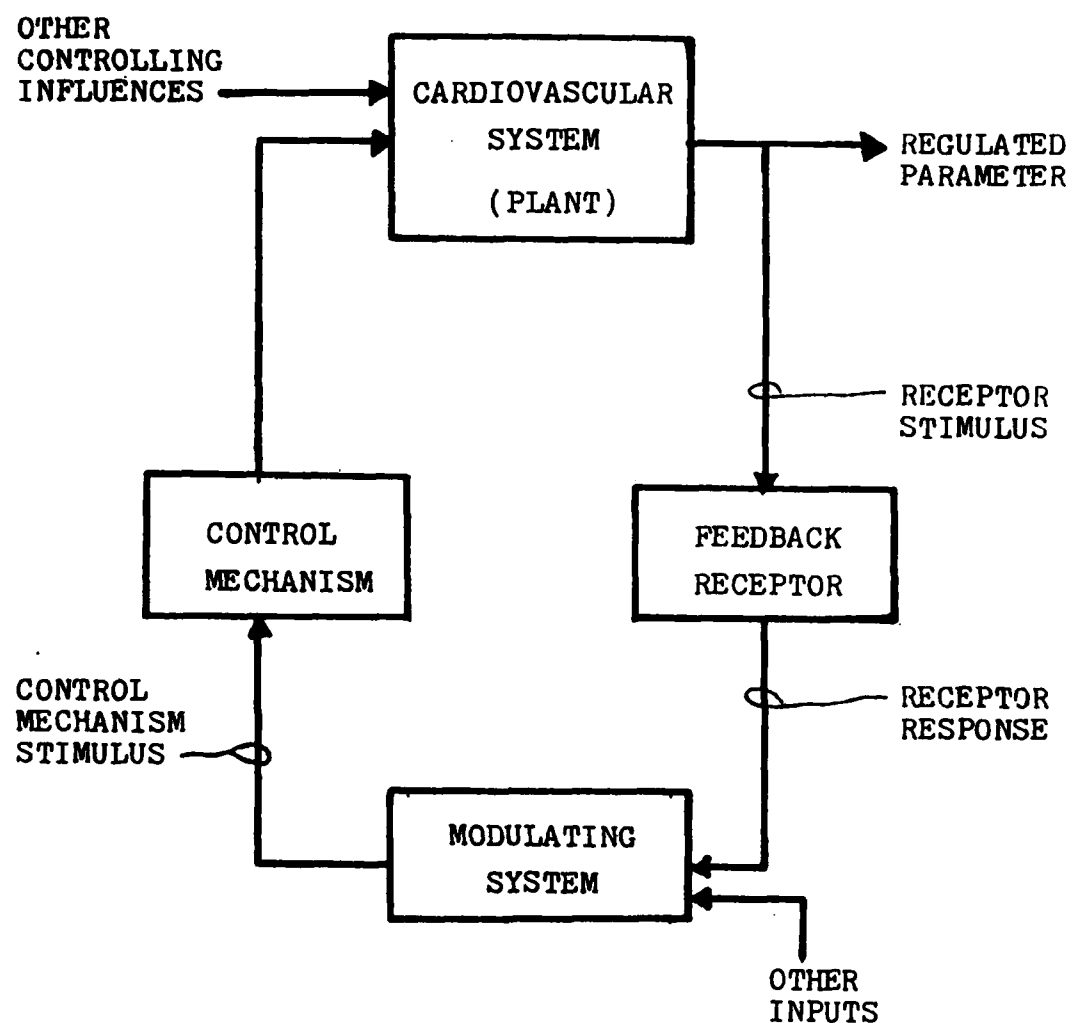 OTHER
CONTROLLING
INFLUENCES
CARDIOVASCULAR
SYSTEM
(PLANT)
REGULATED
PARAMETER
RECEPTOR
STIMULUS
CONTROL
MECHANISM
FEEDBACK
RECEPTOR
CONTROL
MECHANISM
STIMULUS
RECEPTOR
RESPONSE
MODULATING
SYSTEM
OTHER
INPUTS